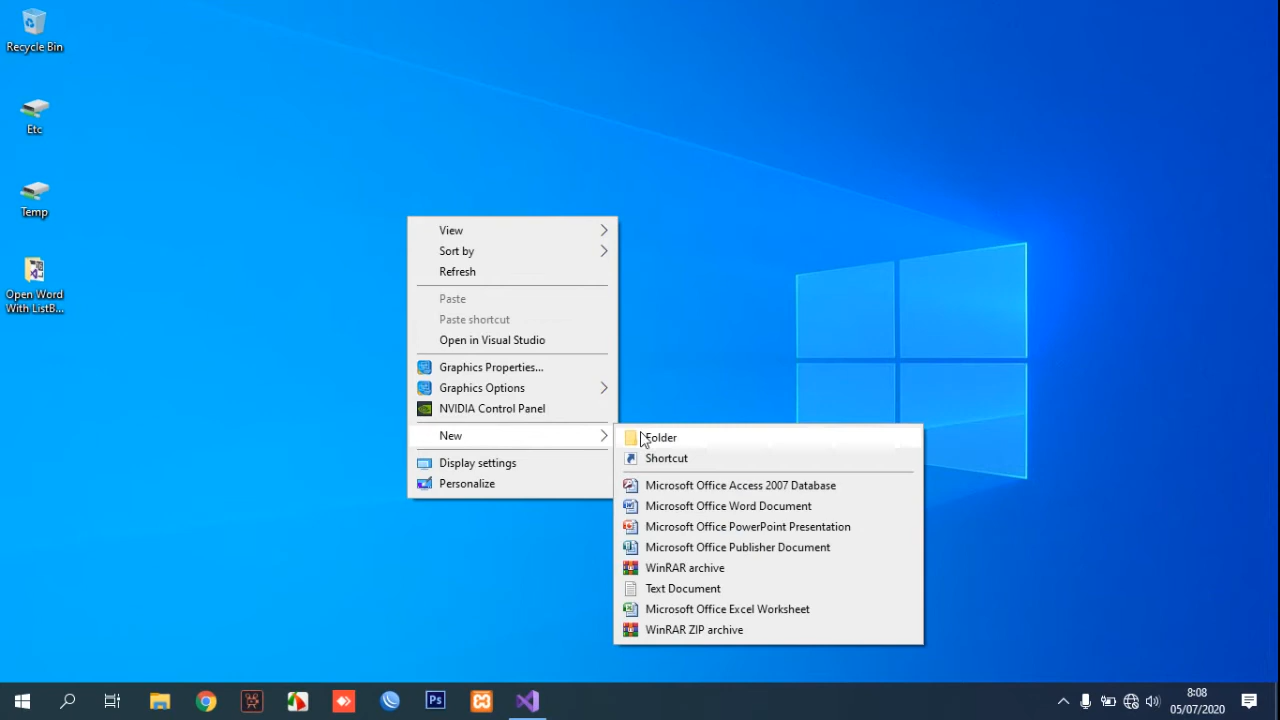 Recycle Bin
Etc
Temp
Open Word
With ListB...
View
Sort by
Refresh
Paste
Paste shortcut
Open in Visual Studio
Graphics Properties...
Graphics Options
NVIDIA Control Panel
New
Display settings
Personalize
Folder
Shortcut
Microsoft Office Access 2007 Database
Microsoft Office Word Document
Microsoft Office PowerPoint Presentation
Microsoft Office Publisher Document
WinRAR archive
Text Document
Microsoft Office Excel Worksheet
WinRAR ZIP archive
Ps
8:08
05/07/2020